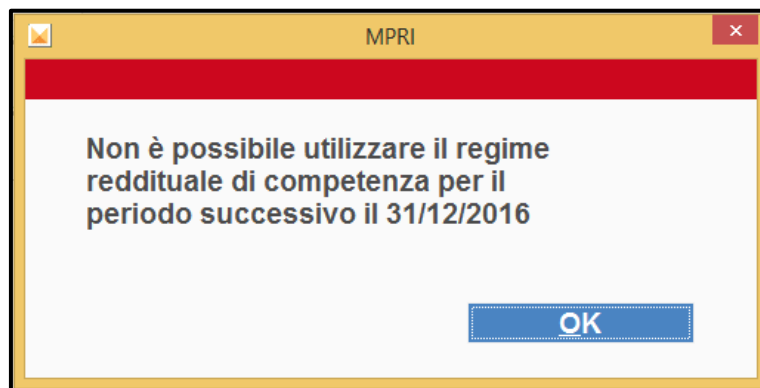 MPRI
Non è possibile utilizzare il regime
reddituale di competenza per il
periodo successivo il 31/12/2016
OK